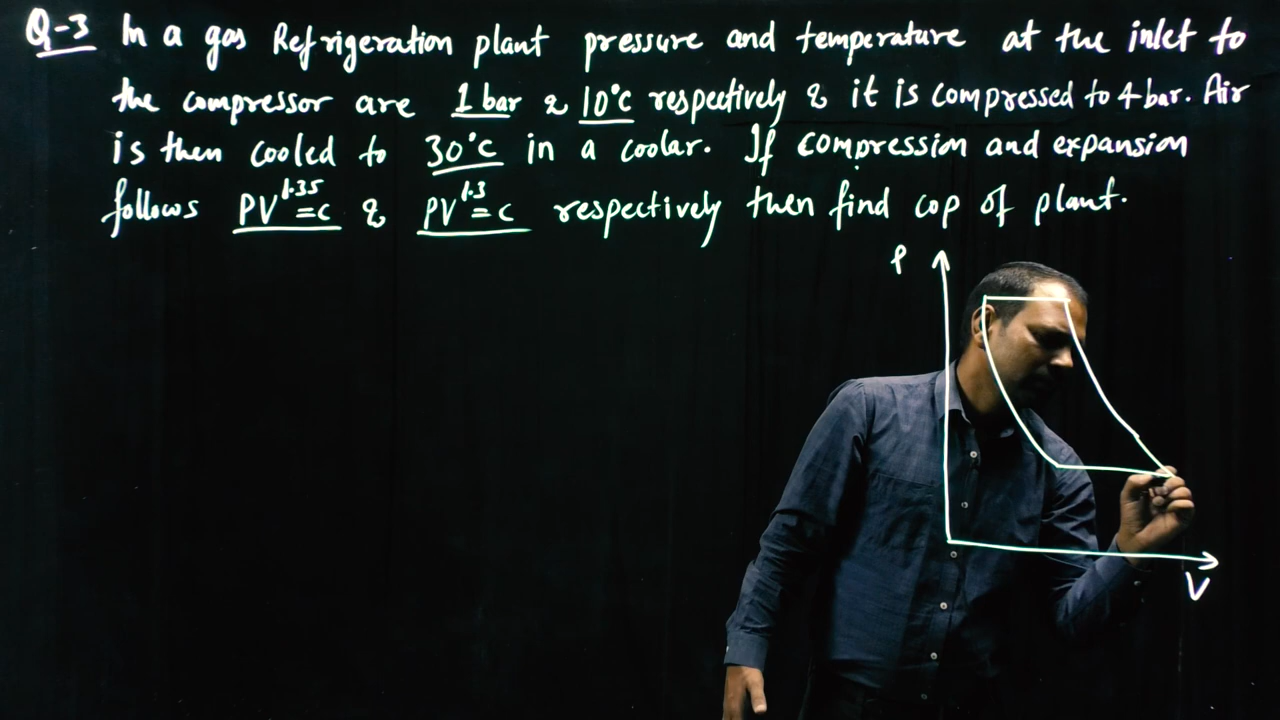 Q-3 In a gas Refrigeration plant pressure and temperature at the inlet to
the compressor are 1 bar & 10°C respectively & it is compressed to 4 bar. Air
is then cooled to 30°C in a coolar. If compression and expansion
follows PV^1.35=C & PV^1.3=C respectively then find cop of plant.
P
V